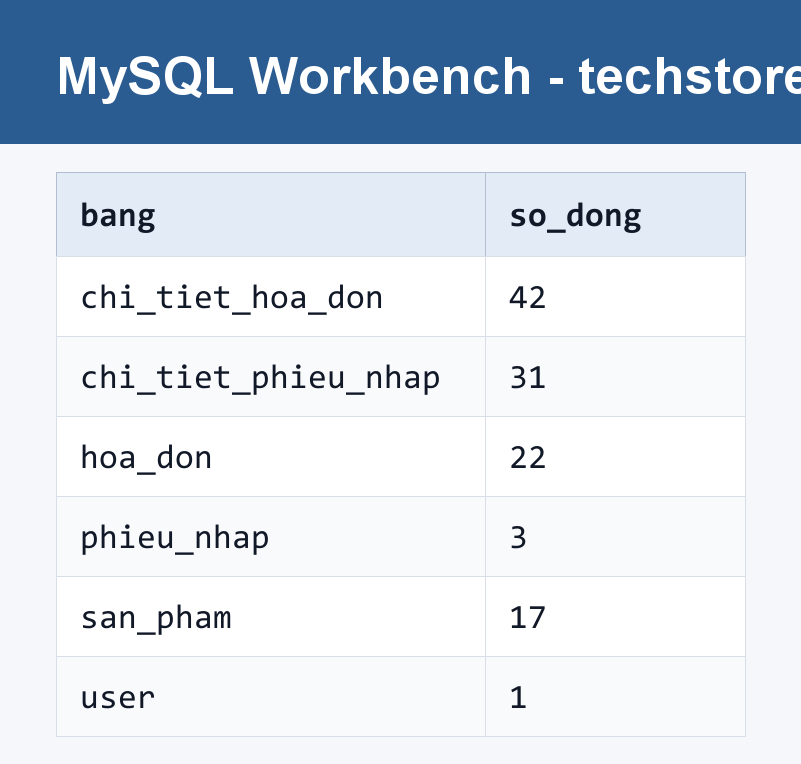 MySQL Workbench - techstore
bang so_dong
chi_tiet_hoa_don 42
chi_tiet_phieu_nhap 31
hoa_don 22
phieu_nhap 3
san_pham 17
user 1